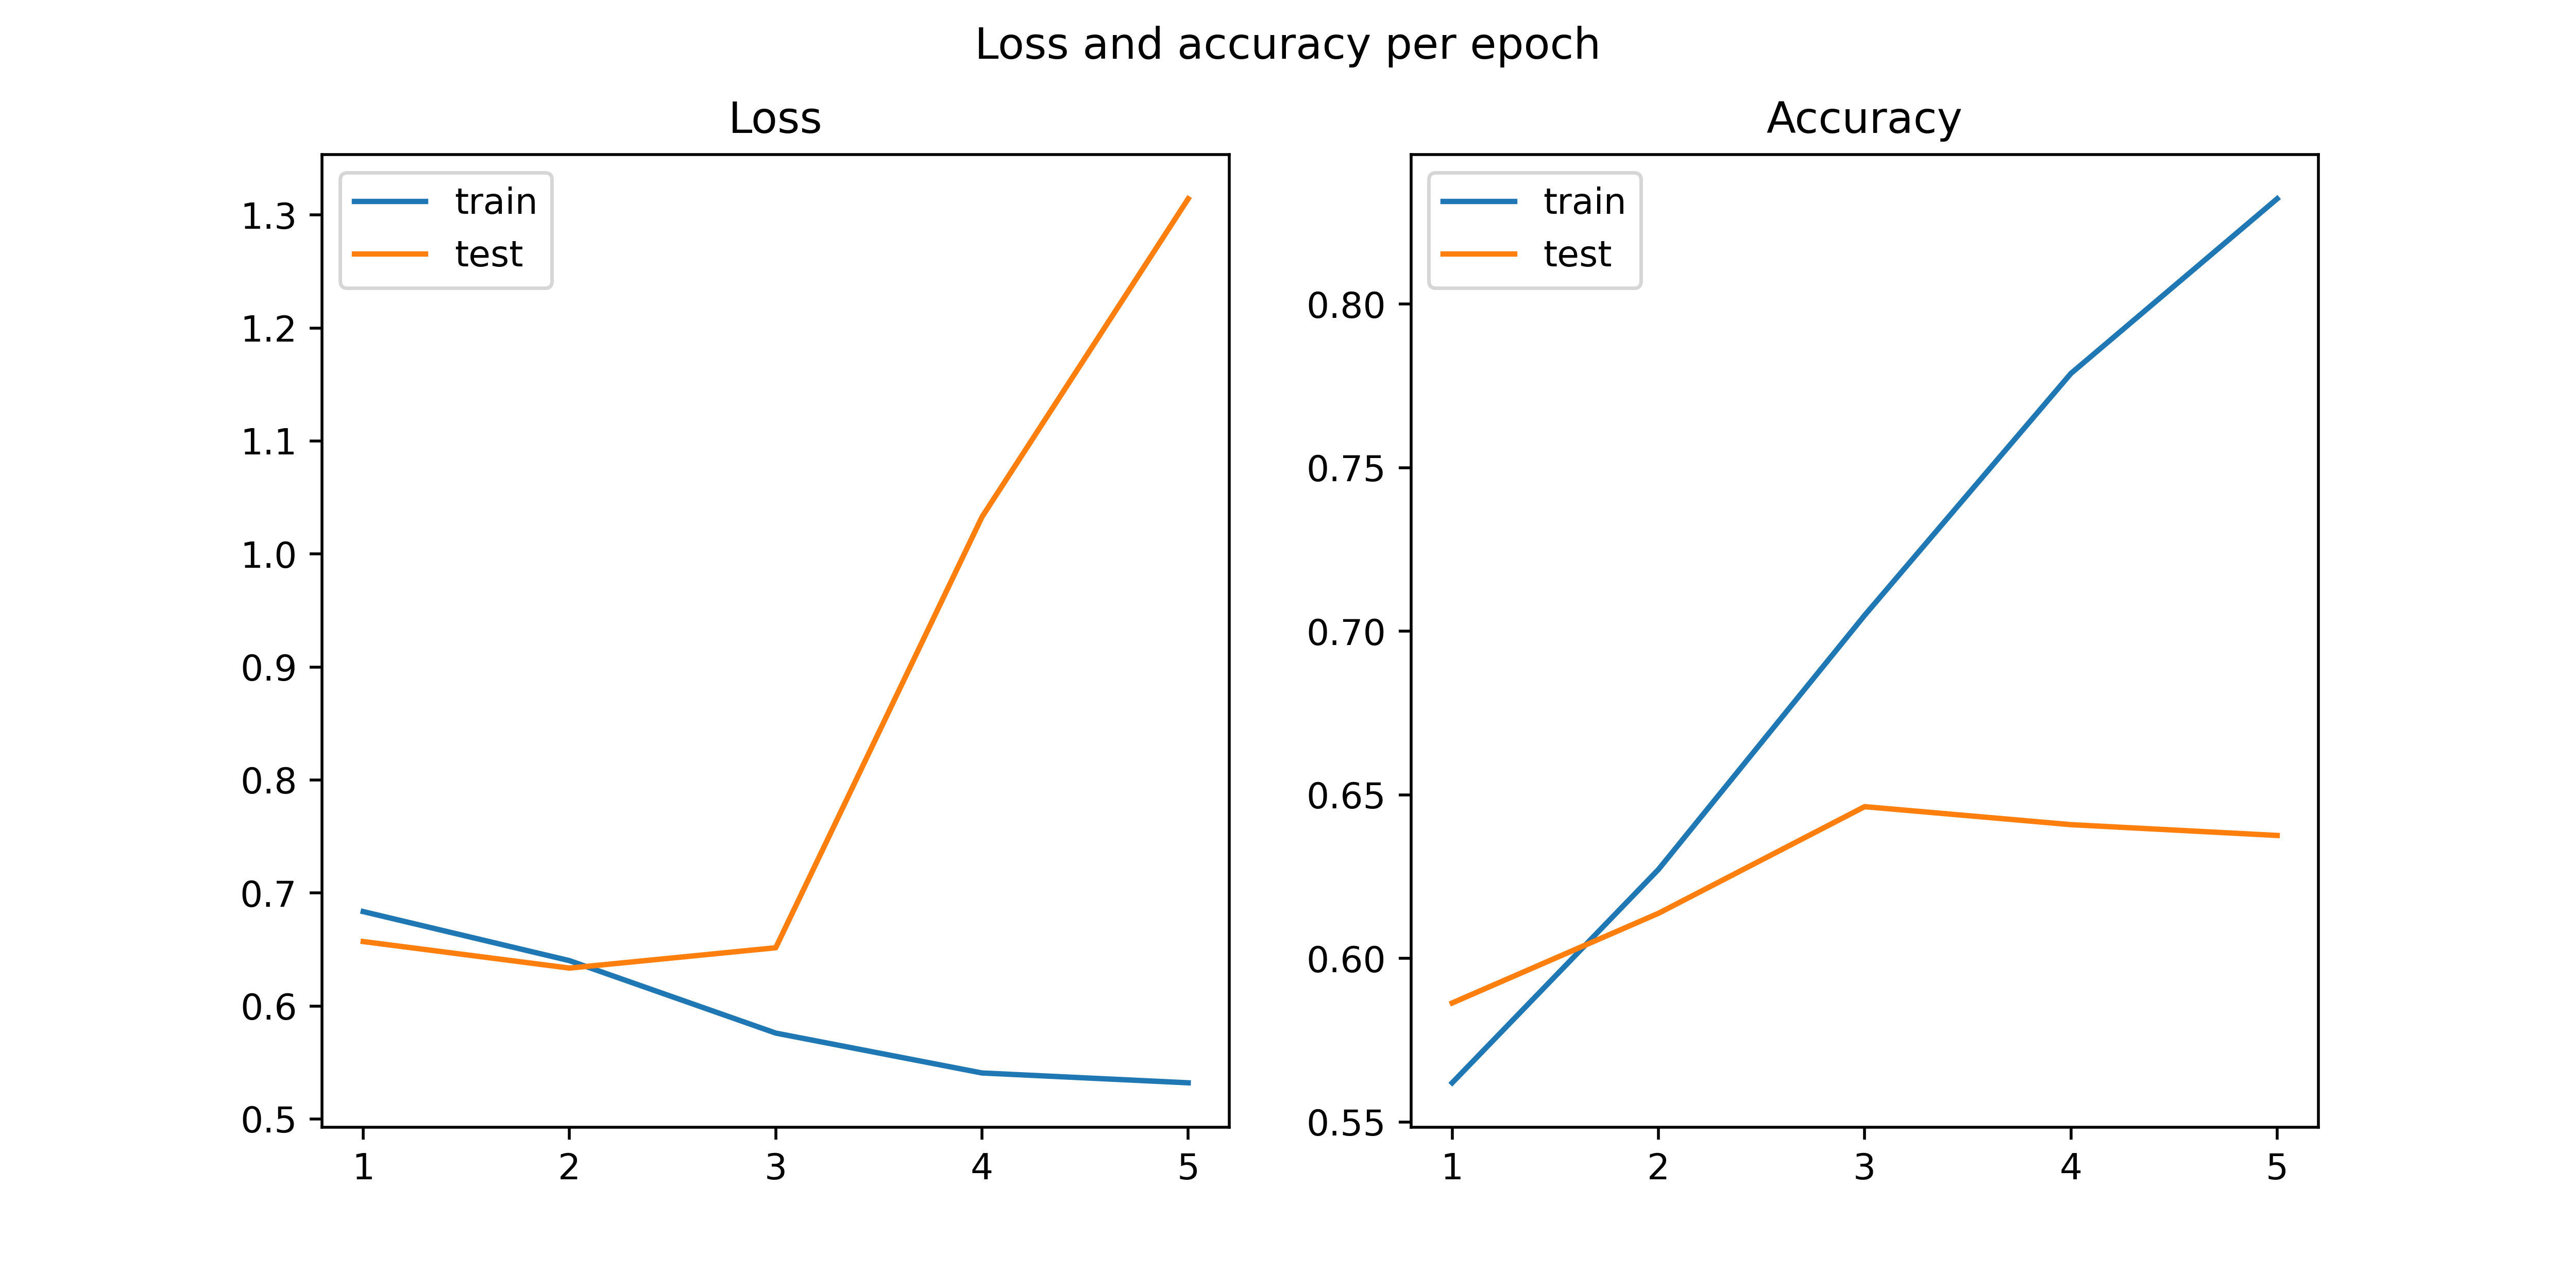 Loss and accuracy per epoch
Loss
train
test
1.3
1.2
1.1
1.0
0.9
0.8
0.7
0.6
0.5
1 2 3 4 5
Accuracy
train
test
0.80
0.75
0.70
0.65
0.60
0.55
1 2 3 4 5